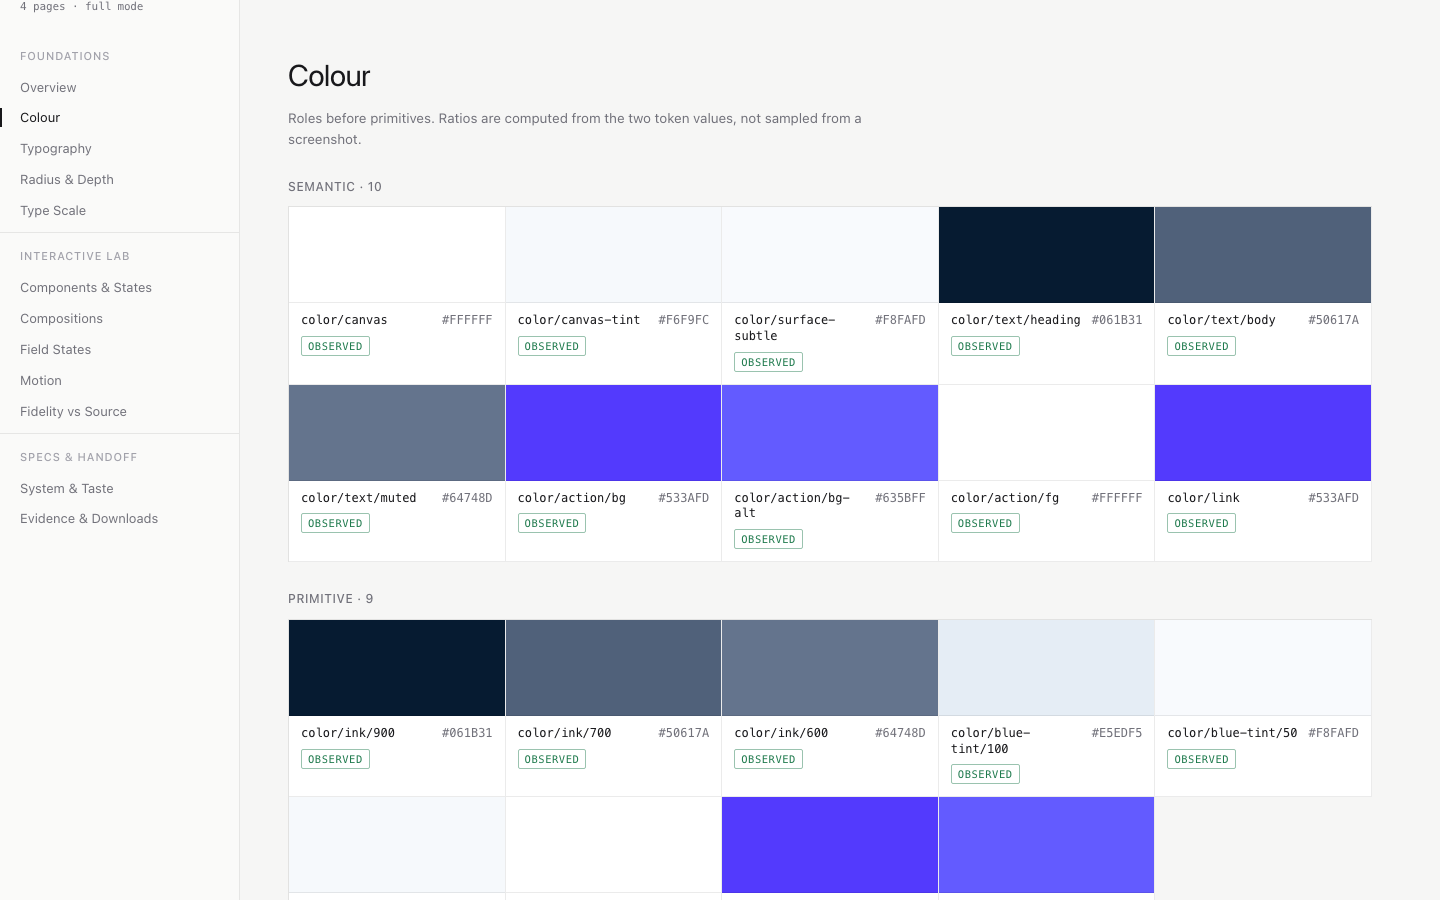 4 pages · full mode
FOUNDATIONS
Overview
Colour
Typography
Radius & Depth
Type Scale
INTERACTIVE LAB
Components & States
Compositions
Field States
Motion
Fidelity vs Source
SPECS & HANDOFF
System & Taste
Evidence & Downloads
Colour
Roles before primitives. Ratios are computed from the two token values, not sampled from a
screenshot.
SEMANTIC · 10
color/canvas #FFFFFF
OBSERVED
color/canvas-tint #F6F9FC
OBSERVED
color/surface- #F8FAFD
subtle
OBSERVED
color/text/heading #061B31
OBSERVED
color/text/body #50617A
OBSERVED
color/text/muted #64748D
OBSERVED
color/action/bg #533AFD
OBSERVED
color/action/bg- #635BFF
alt
OBSERVED
color/action/fg #FFFFFF
OBSERVED
color/link #533AFD
OBSERVED
PRIMITIVE · 9
color/ink/900 #061B31
OBSERVED
color/ink/700 #50617A
OBSERVED
color/ink/600 #64748D
OBSERVED
color/blue- #E5EDF5
tint/100
OBSERVED
color/blue-tint/50 #F8FAFD
OBSERVED